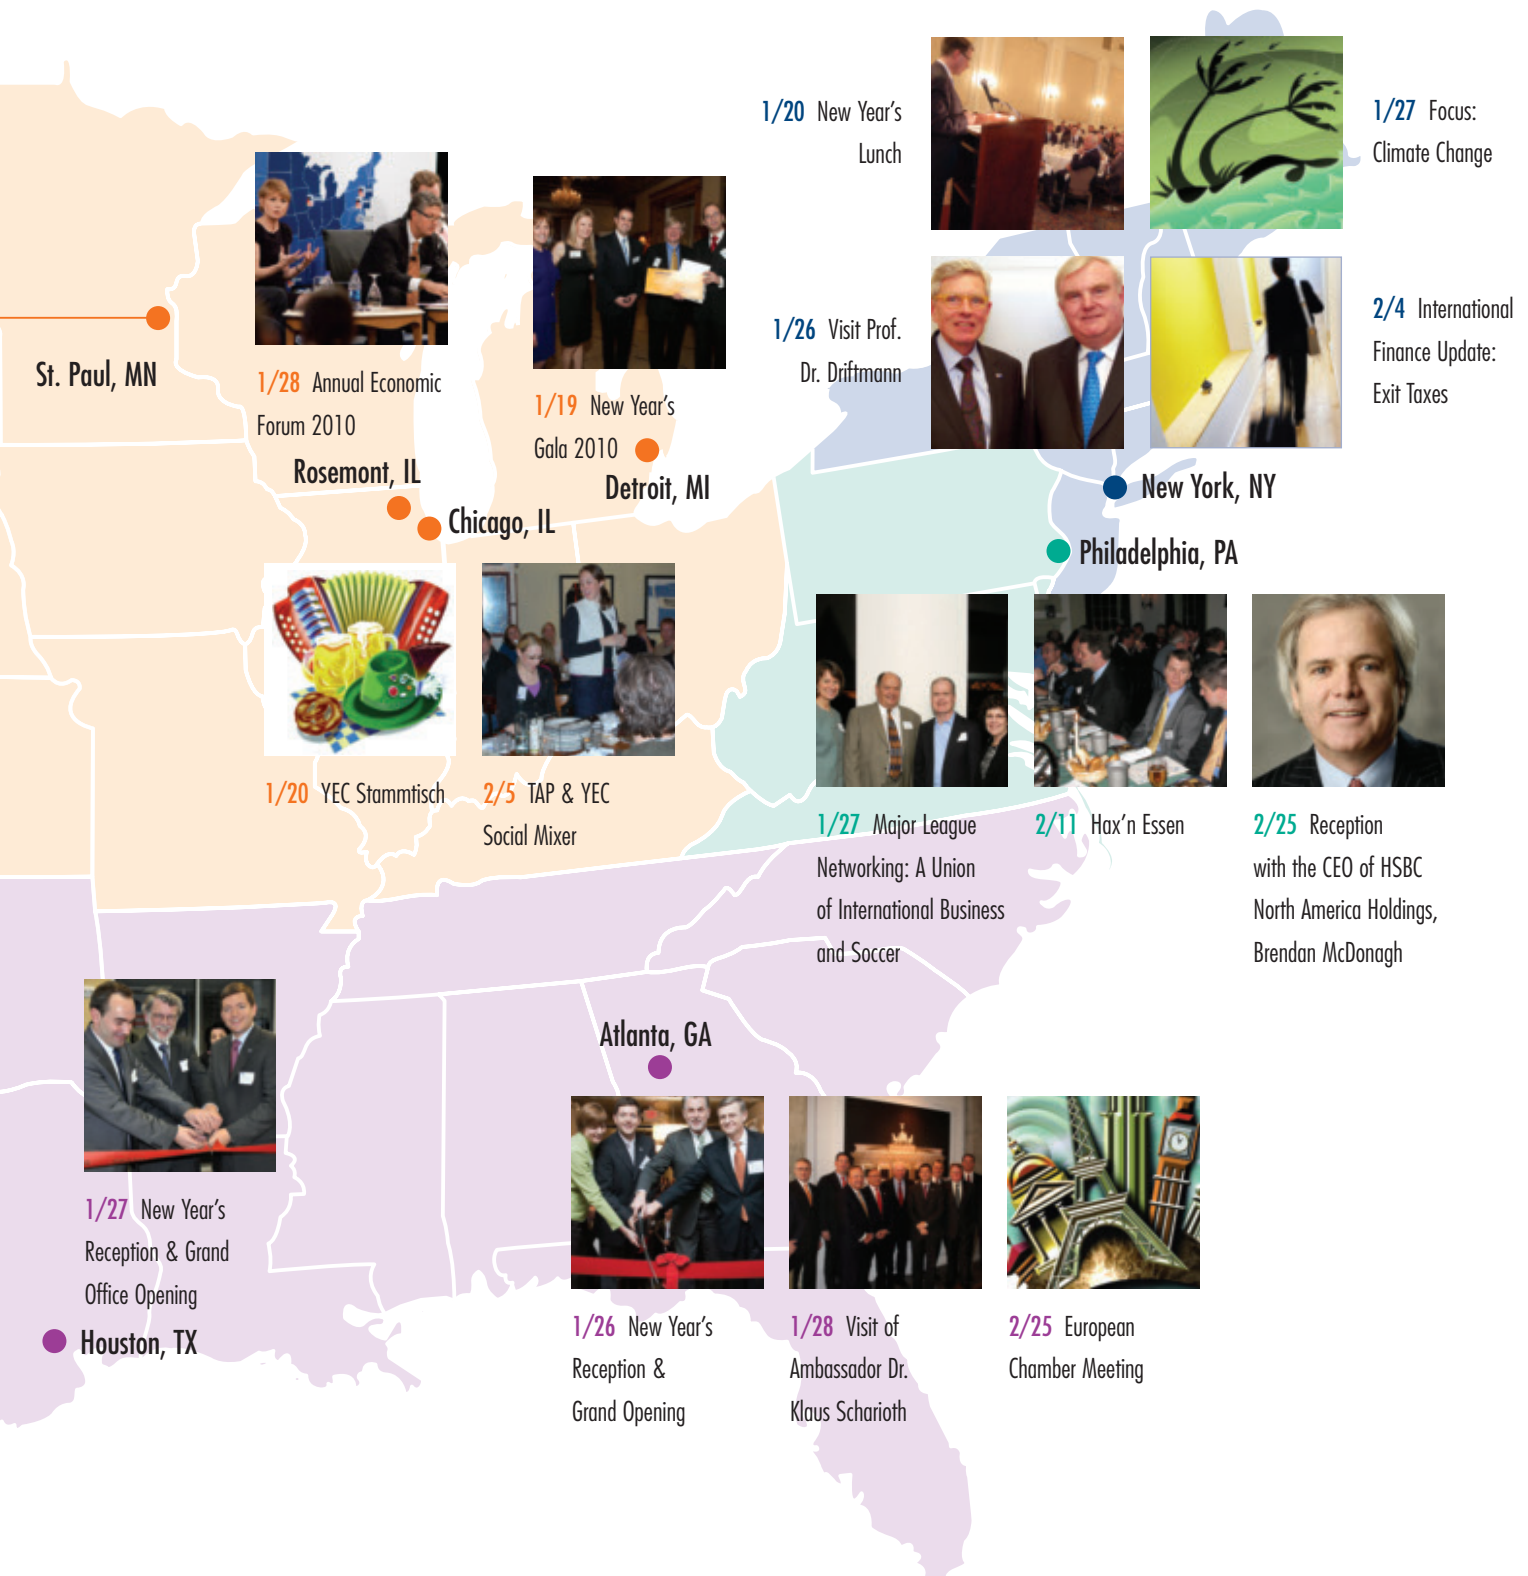 1/20 New Year’s
Lunch
1/27 Focus:
Climate Change
1/26 Visit Prof.
Dr. Driftmann
2/4 International
Finance Update:
Exit Taxes
St. Paul, MN
1/28 Annual Economic
Forum 2010
1/19 New Year’s
Gala 2010
Rosemont, IL
Detroit, MI
Chicago, IL
New York, NY
Philadelphia, PA
1/20 YEC Stammtisch
2/5 TAP & YEC
Social Mixer
1/27 Major League
Networking: A Union
of International Business
and Soccer
2/11 Hax’n Essen
2/25 Reception
with the CEO of HSBC
North America Holdings,
Brendan McDonagh
Atlanta, GA
1/27 New Year’s
Reception & Grand
Office Opening
Houston, TX
1/26 New Year’s
Reception &
Grand Opening
1/28 Visit of
Ambassador Dr.
Klaus Scharioth
2/25 European
Chamber Meeting